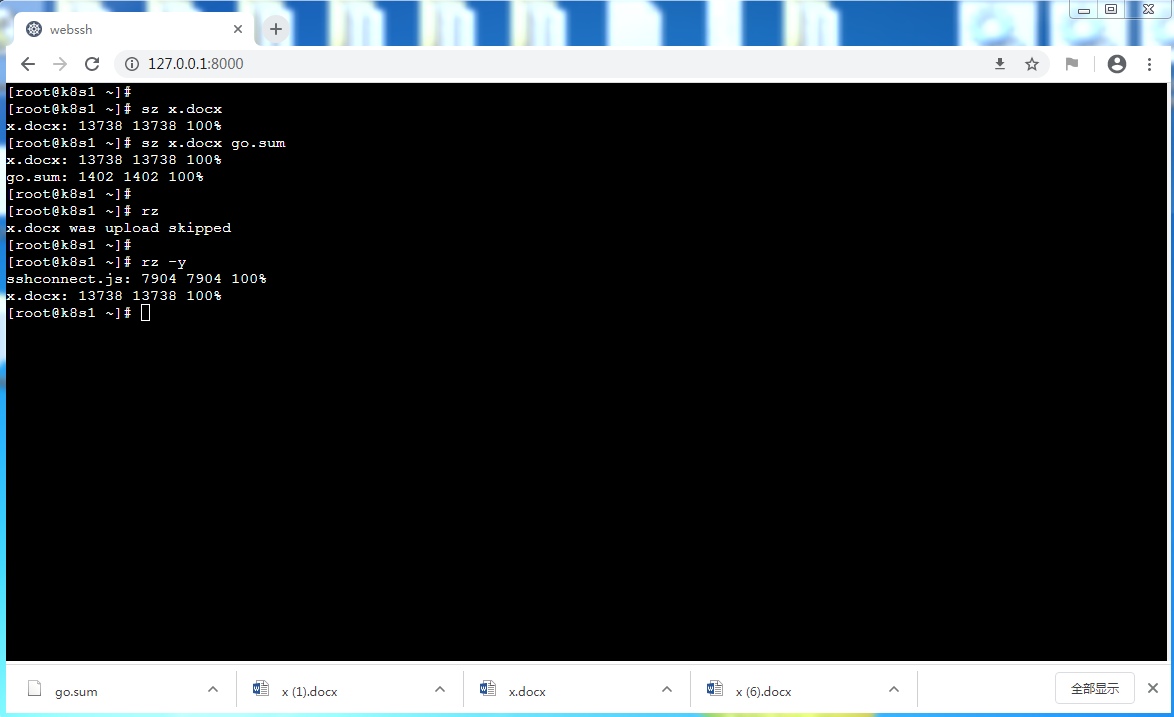 webssh
127.0.0.1:8000
[root@k8s1 ~]#
[root@k8s1 ~]# sz x.docx
x.docx: 13738 13738 100%
[root@k8s1 ~]# sz x.docx go.sum
x.docx: 13738 13738 100%
go.sum: 1402 1402 100%
[root@k8s1 ~]#
[root@k8s1 ~]# rz
x.docx was upload skipped
[root@k8s1 ~]#
[root@k8s1 ~]# rz -y
sshconnect.js: 7904 7904 100%
x.docx: 13738 13738 100%
[root@k8s1 ~]#
go.sum
x (1).docx
x.docx
x (6).docx
全部显示